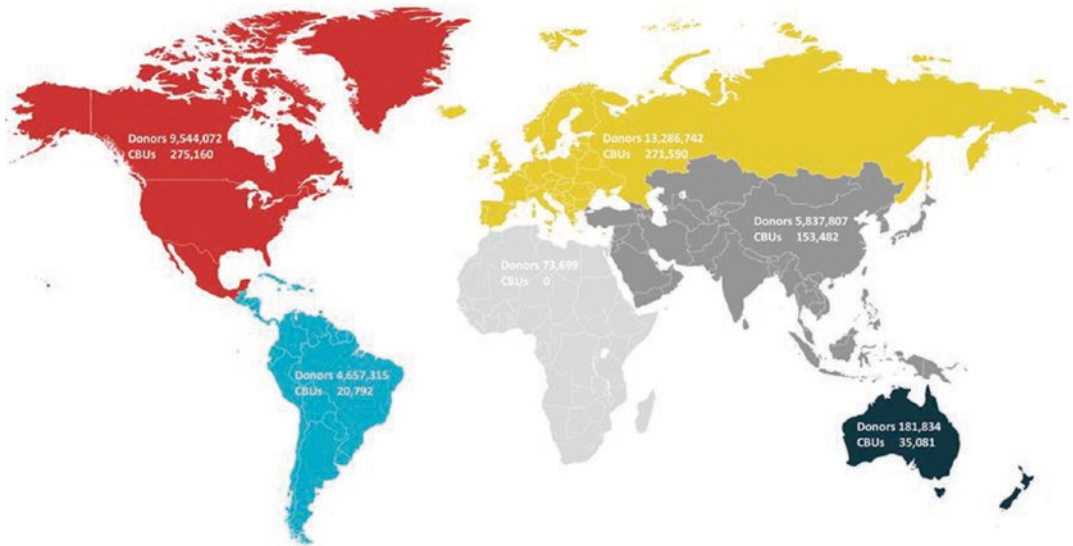 Donors 9,544,072
CBUs 275,160
Donors 13,286,742
CBUs 271,590
Donors 5,837,807
CBUs 153,482
Donors 73,699
CBUs 0
Donors 4,657,315
CBUs 20,792
Donors 181,834
CBUs 35,081